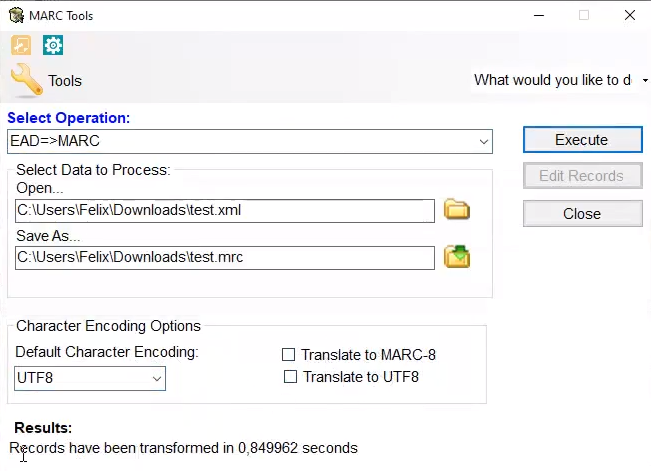 MARC Tools
Tools
What would you like to d
Select Operation:
EAD=>MARC
Execute
Select Data to Process:
Open...
Edit Records
C:\Users\Felix\Downloads\test.xml
Close
Save As...
C:\Users\Felix\Downloads\test.mrc
Character Encoding Options
Default Character Encoding:
Translate to MARC-8
UTF8
Translate to UTF8
Results:
Records have been transformed in 0,849962 seconds